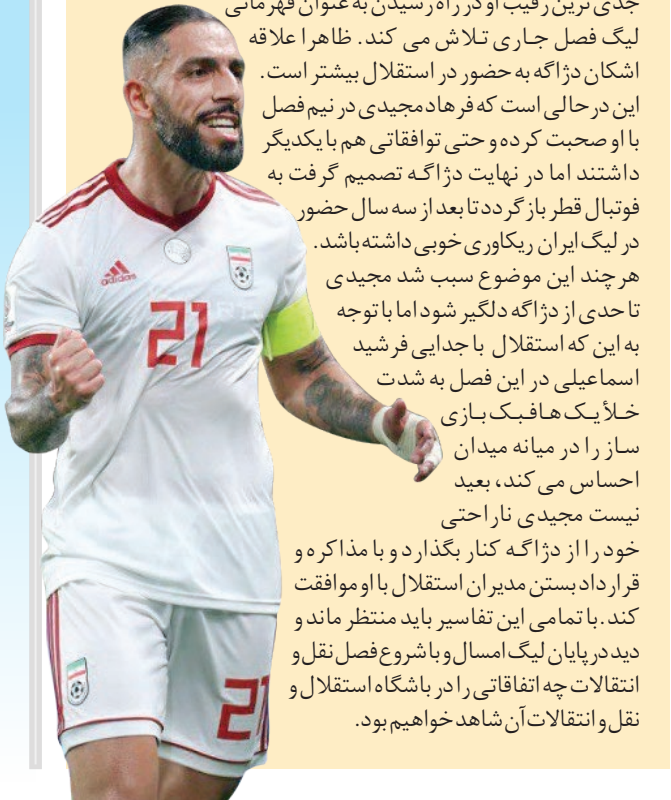 جدی ترین رقیب او در راه رسیدن به عنوان قهرمانی
لیگ فصل جاری تلاش می کند. ظاهرا علاقه
اشکان دژاگه به حضور در استقلال بیشتر است.
این در حالی است که فرهاد مجیدی در نیم فصل
با او صحبت کرده و حتی توافقاتی هم با یکدیگر
داشتند اما در نهایت دژاگه تصمیم گرفت به
فوتبال قطر باز گردد تا بعد از سه سال حضور
در لیگ ایران ریکاوری خوبی داشته باشد.
هر چند این موضوع سبب شد مجیدی
تا حدی از دژاگه دلگیر شود اما با توجه
به این که استقلال با جدایی فرشید
اسماعیلی در این فصل به شدت
خلأ یک هافبک بازی
ساز را در میانه میدان
احساس می کند، بعید
نیست مجیدی ناراحتی
خود را از دژاگه کنار بگذارد و با مذاکره و
قرارداد بستن مدیران استقلال با او موافقت
کند. با تمامی این تفاسیر باید منتظر ماند و
دید در پایان لیگ امسال و با شروع فصل نقل و
انتقالات چه اتفاقاتی را در باشگاه استقلال و
نقل و انتقالات آن شاهد خواهیم بود.
adidas
21
21